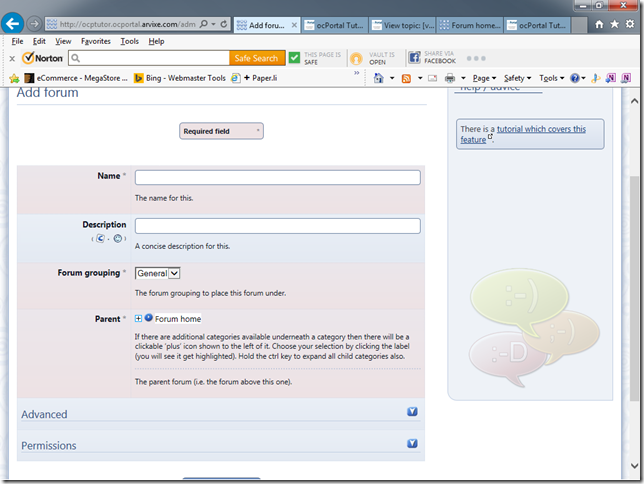 http://ocptutor.ocportal.arvixe.com/adm
Add foru...
ocPortal Tut...
View topic: [v...
Forum home...
ocPortal Tut...
File Edit View Favorites Tools Help
Norton
Safe Search
THIS PAGE IS
SAFE
VAULT IS
OPEN
SHARE VIA
FACEBOOK
eCommerce - MegaStore ...
Bing - Webmaster Tools
+ Paper.li
Page
Safety
Tools
Add forum
help / advice
Required field *
There is a tutorial which covers this
feature.
Name *
The name for this.
Description
A concise description for this.
Forum grouping *
General
The forum grouping to place this forum under.
Parent *
Forum home
If there are additional categories available underneath a category then there will be a
clickable 'plus' icon shown to the left of it. Choose your selection by clicking the label
(you will see it get highlighted). Hold the ctrl key to expand all child categories also.
The parent forum (i.e. the forum above this one).
:-)
:-)
:-D
Advanced
Permissions